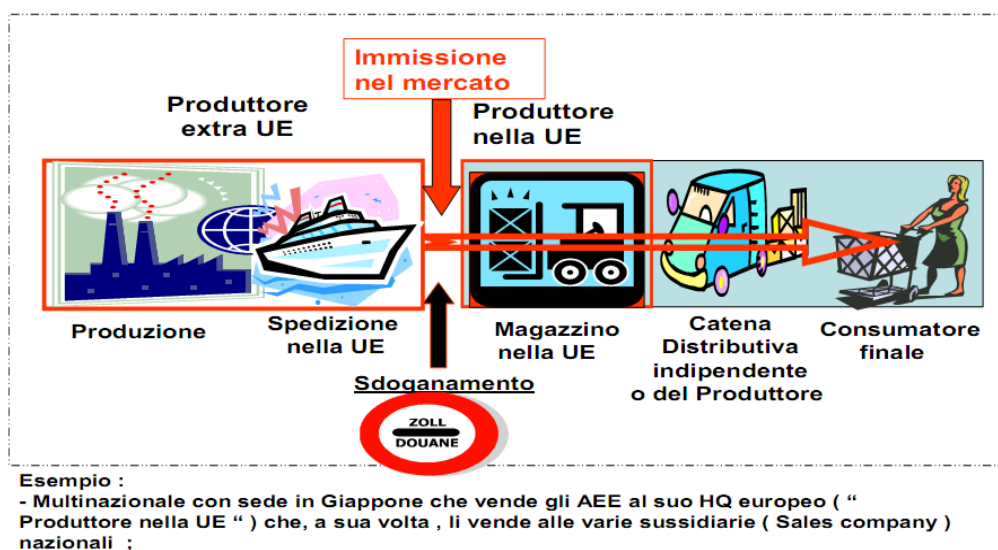 Immissione
nel mercato
Produttore
extra UE
Produttore
nella UE
Produzione
Spedizione
nella UE
Magazzino
nella UE
Catena
Distributiva
indipendente
o del Produttore
Consumatore
finale
Sdoganamento
ZOLL
DOUANE
Esempio :
- Multinazionale con sede in Giappone che vende gli AEE al suo HQ europeo ( “
Produttore nella UE “ ) che, a sua volta , li vende alle varie sussidiarie ( Sales company )
nazionali ;